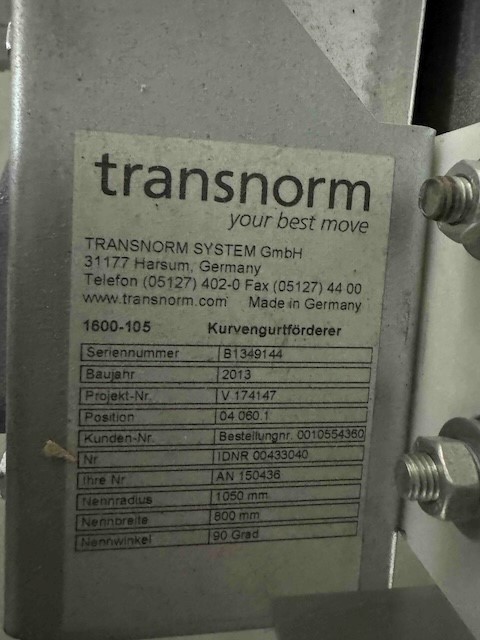 transnorm
your best move
TRANSNORM SYSTEM GmbH
31177 Harsum, Germany
Telefon (05127) 402-0 Fax (05127) 44 00
www.transnorm.com Made in Germany
1600-105 Kurvengurtförderer
Seriennummer B1349144
Baujahr 2013
Projekt-Nr. V 174147
Position 04 060.1
Kunden-Nr. Bestellungnr. 0010554360
Nr IDNR 00433040
Ihre Nr AN 150436
Nennradius 1050 mm
Nennbreite 800 mm
Nennwinkel 90 Grad